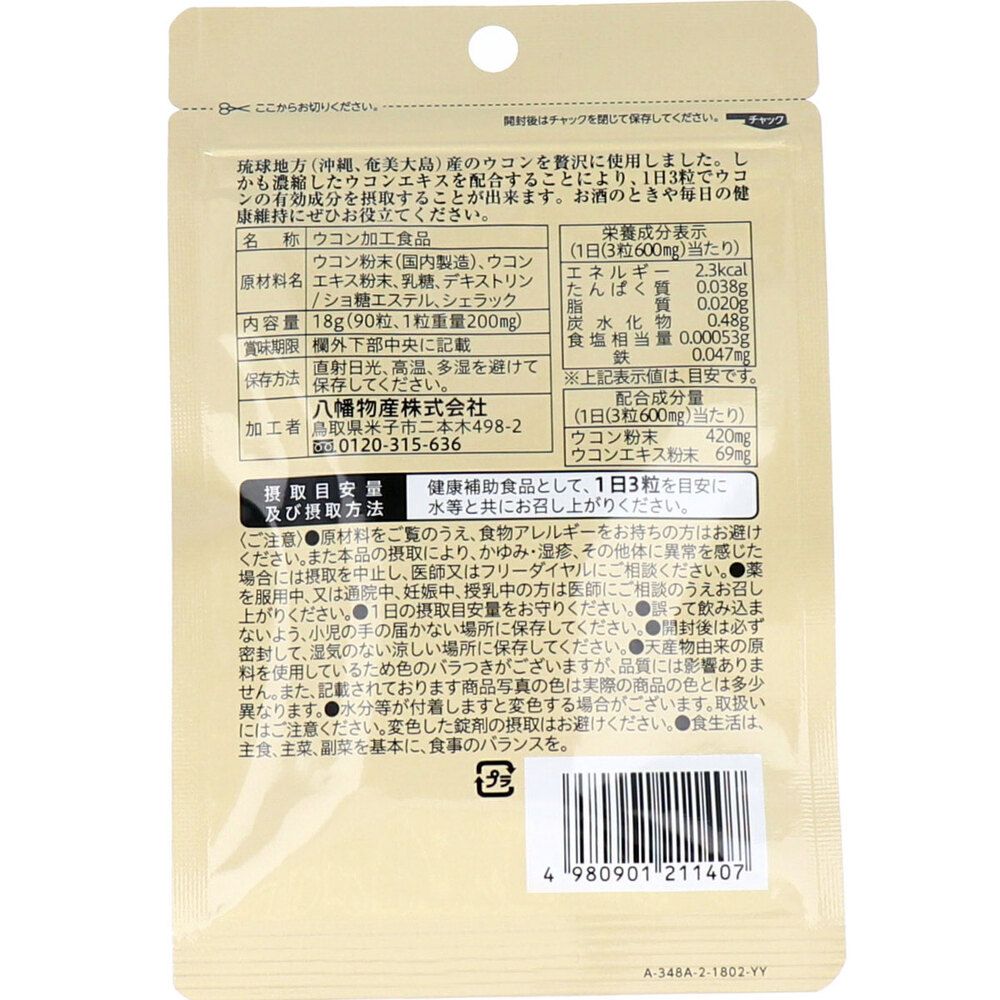 ここからお切りください。
開封後はチャックを閉じて保存してください。 チャック
琉球地方(沖縄、奄美大島)産のウコンを贅沢に使用しました。し
かも濃縮したウコンエキスを配合することにより、1日3粒でウコ
ンの有効成分を摂取することが出来ます。お酒のときや毎日の健
康維持にぜひお役立てください。
名 称 ウコン加工食品
原材料名 ウコン粉末(国内製造)、ウコン
エキス粉末、乳糖、デキストリン
/ショ糖エステル、シェラック
内容量 18g(90粒、1粒重量200mg)
賞味期限 欄外下部中央に記載
保存方法 直射日光、高温、多湿を避けて
保存してください。
加工者 八幡物産株式会社
鳥取県米子市二本木498-2
0120-315-636
栄養成分表示
(1日(3粒600mg)当たり)
エネルギー 2.3kcal
たんぱく質 0.038g
脂質 0.020g
炭水化物 0.48g
食塩相当量 0.00053g
鉄 0.047mg
※上記表示値は、目安です。
配合成分量
(1日(3粒600mg)当たり)
ウコン粉末 420mg
ウコンエキス粉末 69mg
摂取目安量
及び摂取方法
健康補助食品として、1日3粒を目安に
水等と共にお召し上がりください。
〈ご注意〉●原材料をご覧のうえ、食物アレルギーをお持ちの方はお避け
ください。また本品の摂取により、かゆみ・湿疹、その他体に異常を感じた
場合には摂取を中止し、医師又はフリーダイヤルにご相談ください。●薬
を服用中、又は通院中、妊娠中、授乳中の方は医師にご相談のうえお召し
上がりください。●1日の摂取目安量をお守りください。●誤って飲み込ま
ないよう、小児の手の届かない場所に保存してください。●開封後は必ず
密封して、湿気のない涼しい場所に保存してください。●天産物由来の原
料を使用しているため色のバラつきがございますが、品質には影響ありま
せん。また、記載されております商品写真の色は実際の商品の色とは多少
異なります。●水分等が付着しますと変色する場合がございます。取扱い
にはご注意ください。変色した錠剤の摂取はお避けください。●食生活は、
主食、主菜、副菜を基本に、食事のバランスを。
プラ
4 980901 211407
A-348A-2-1802-YY